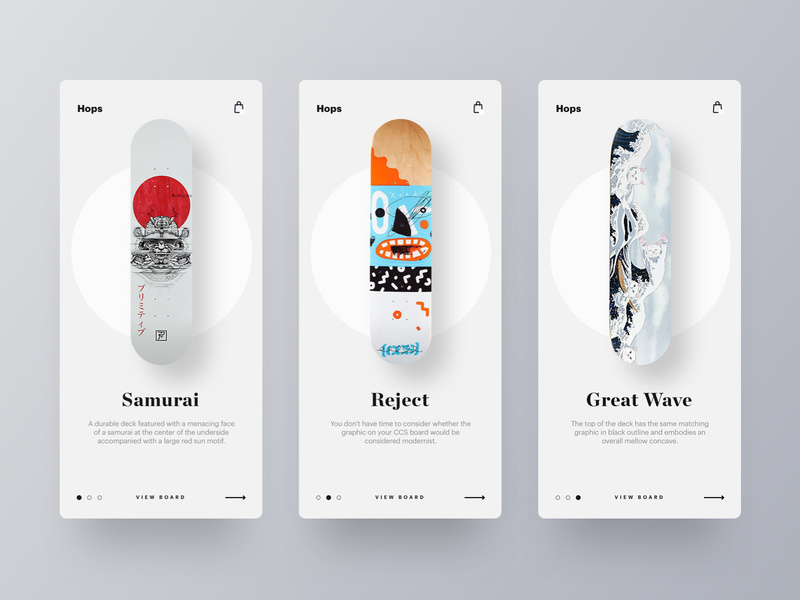 Hops
プリミティブ
Samurai
A durable deck featured with a menacing face
of a samurai at the center of the underside
accompanied with a large red sun motif.
VIEW BOARD
Hops
Reject
You don't have time to consider whether the
graphic on your CCS board would be
considered modernist.
VIEW BOARD
Hops
Great Wave
The top of the deck has the same matching
graphic in black outline and embodies an
overall mellow concave.
VIEW BOARD